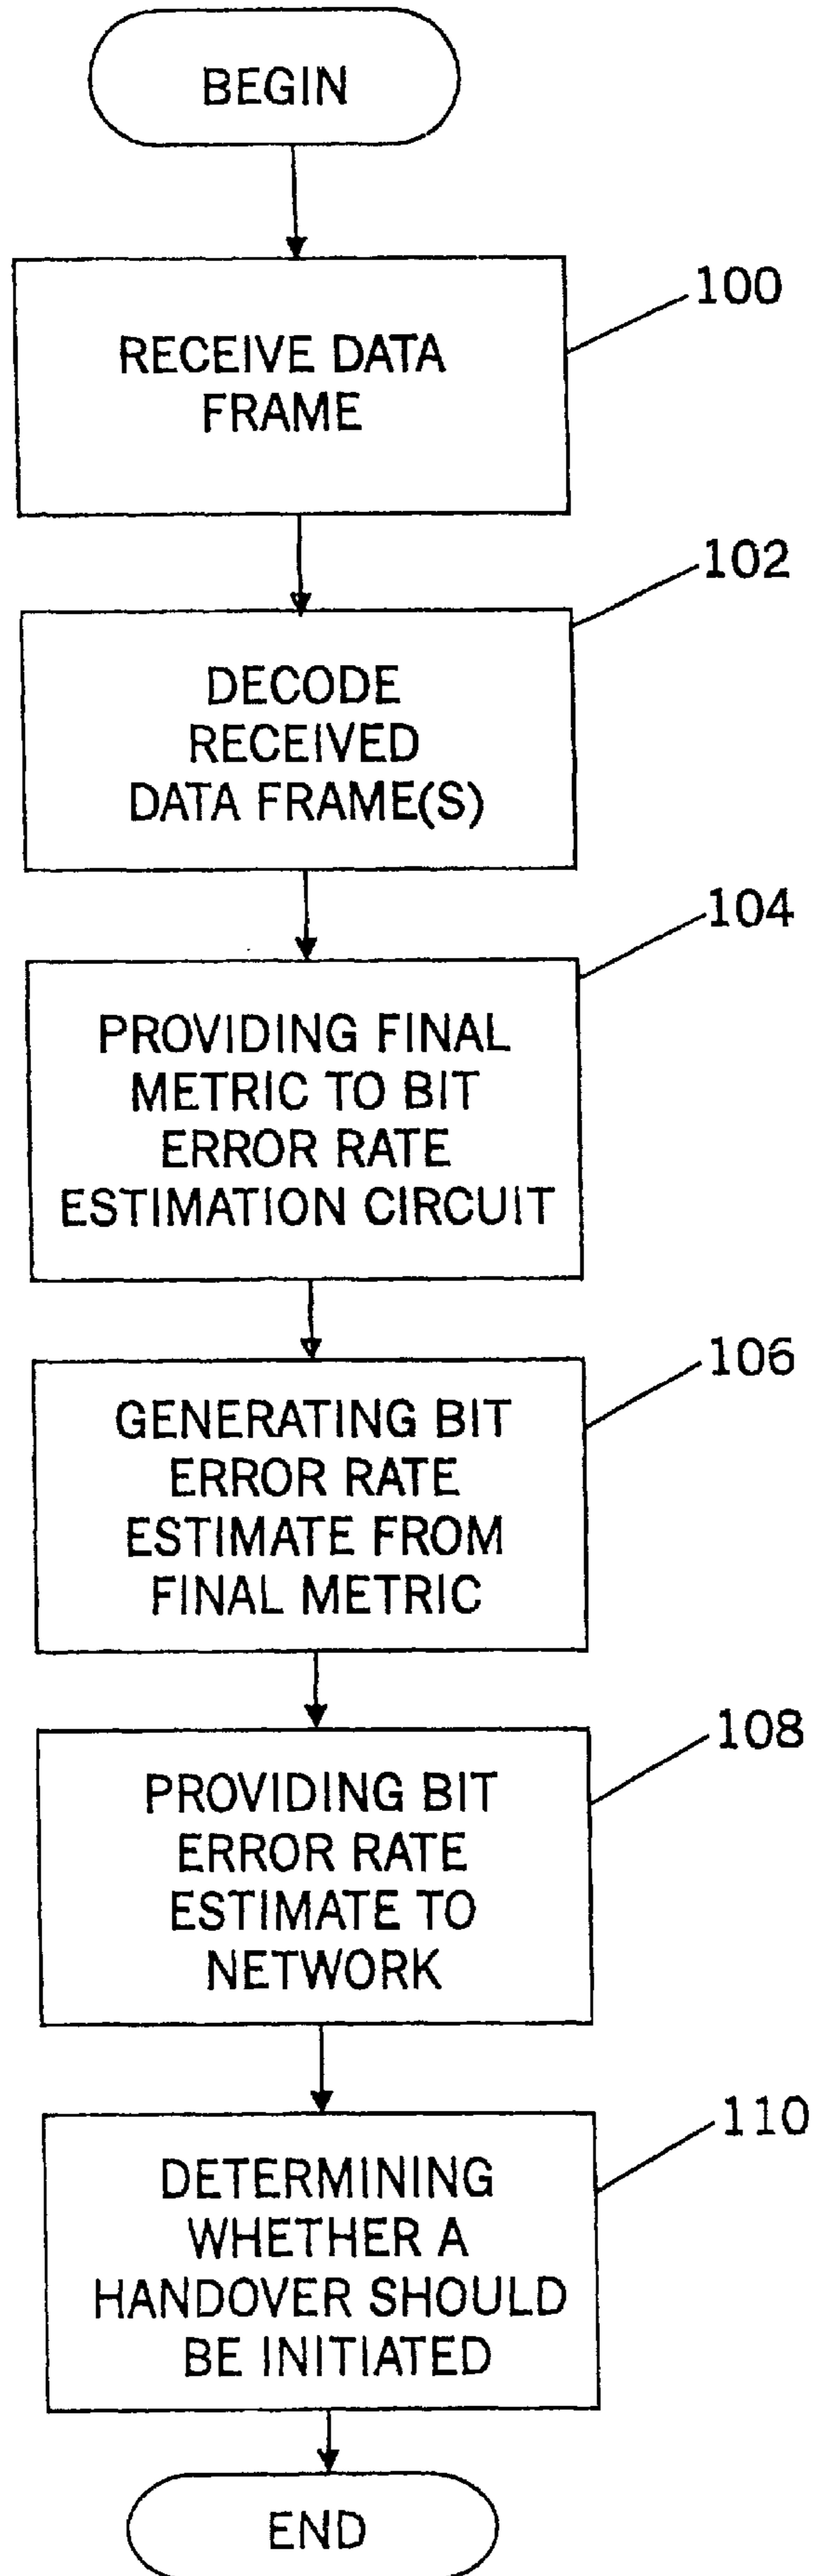 BEGIN
100
RECEIVE DATA
FRAME
102
DECODE
RECEIVED
DATA FRAME(S)
104
PROVIDING FINAL
METRIC TO BIT
ERROR RATE
ESTIMATION CIRCUIT
106
GENERATING BIT
ERROR RATE
ESTIMATE FROM
FINAL METRIC
108
PROVIDING BIT
ERROR RATE
ESTIMATE TO
NETWORK
110
DETERMINING
WHETHER A
HANDOVER SHOULD
BE INITIATED
END